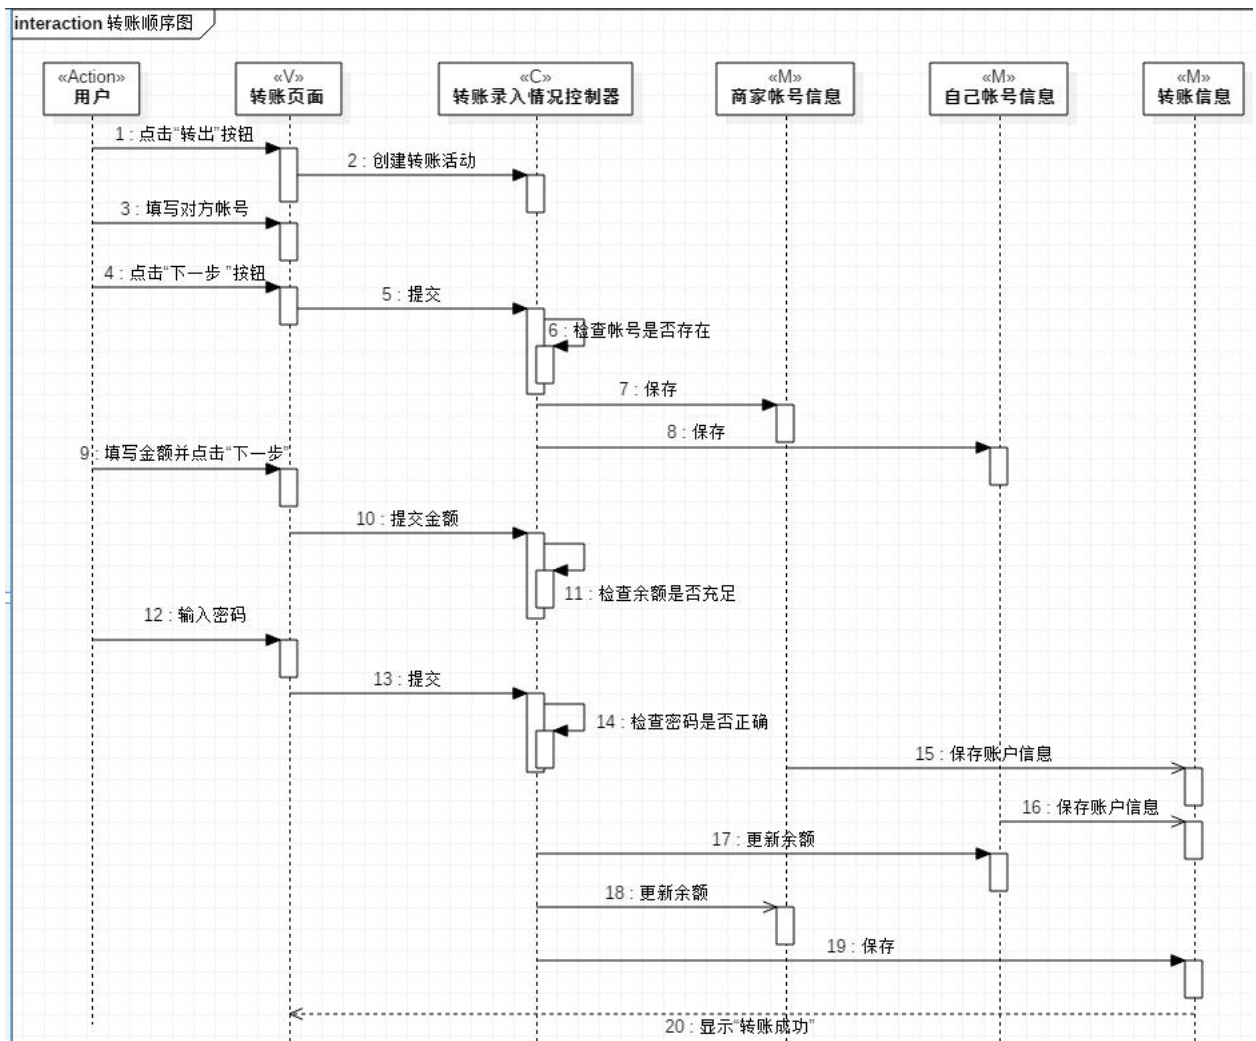 interaction 转账顺序图
«Action»
用户
«V»
转账页面
«C»
转账录入情况控制器
«M»
商家帐号信息
«M»
自己帐号信息
«M»
转账信息
1 : 点击“转出”按钮
2 : 创建转账活动
3 : 填写对方帐号
4 : 点击“下一步 ”按钮
5 : 提交
6 : 检查帐号是否存在
7 : 保存
8 : 保存
9 : 填写金额并点击“下一步”
10 : 提交金额
11 : 检查余额是否充足
12 : 输入密码
13 : 提交
14 : 检查密码是否正确
15 : 保存账户信息
16 : 保存账户信息
17 : 更新余额
18 : 更新余额
19 : 保存
20 : 显示“转账成功”